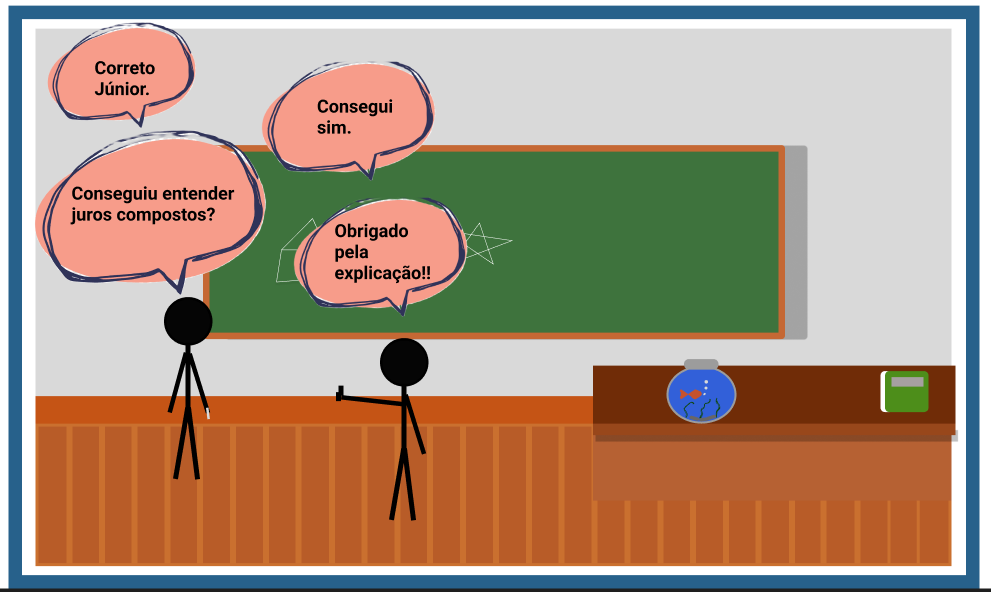 Correto
Júnior.
Conseguiu entender
juros compostos?
Consegui
sim.
Obrigado
pela
explicação!!